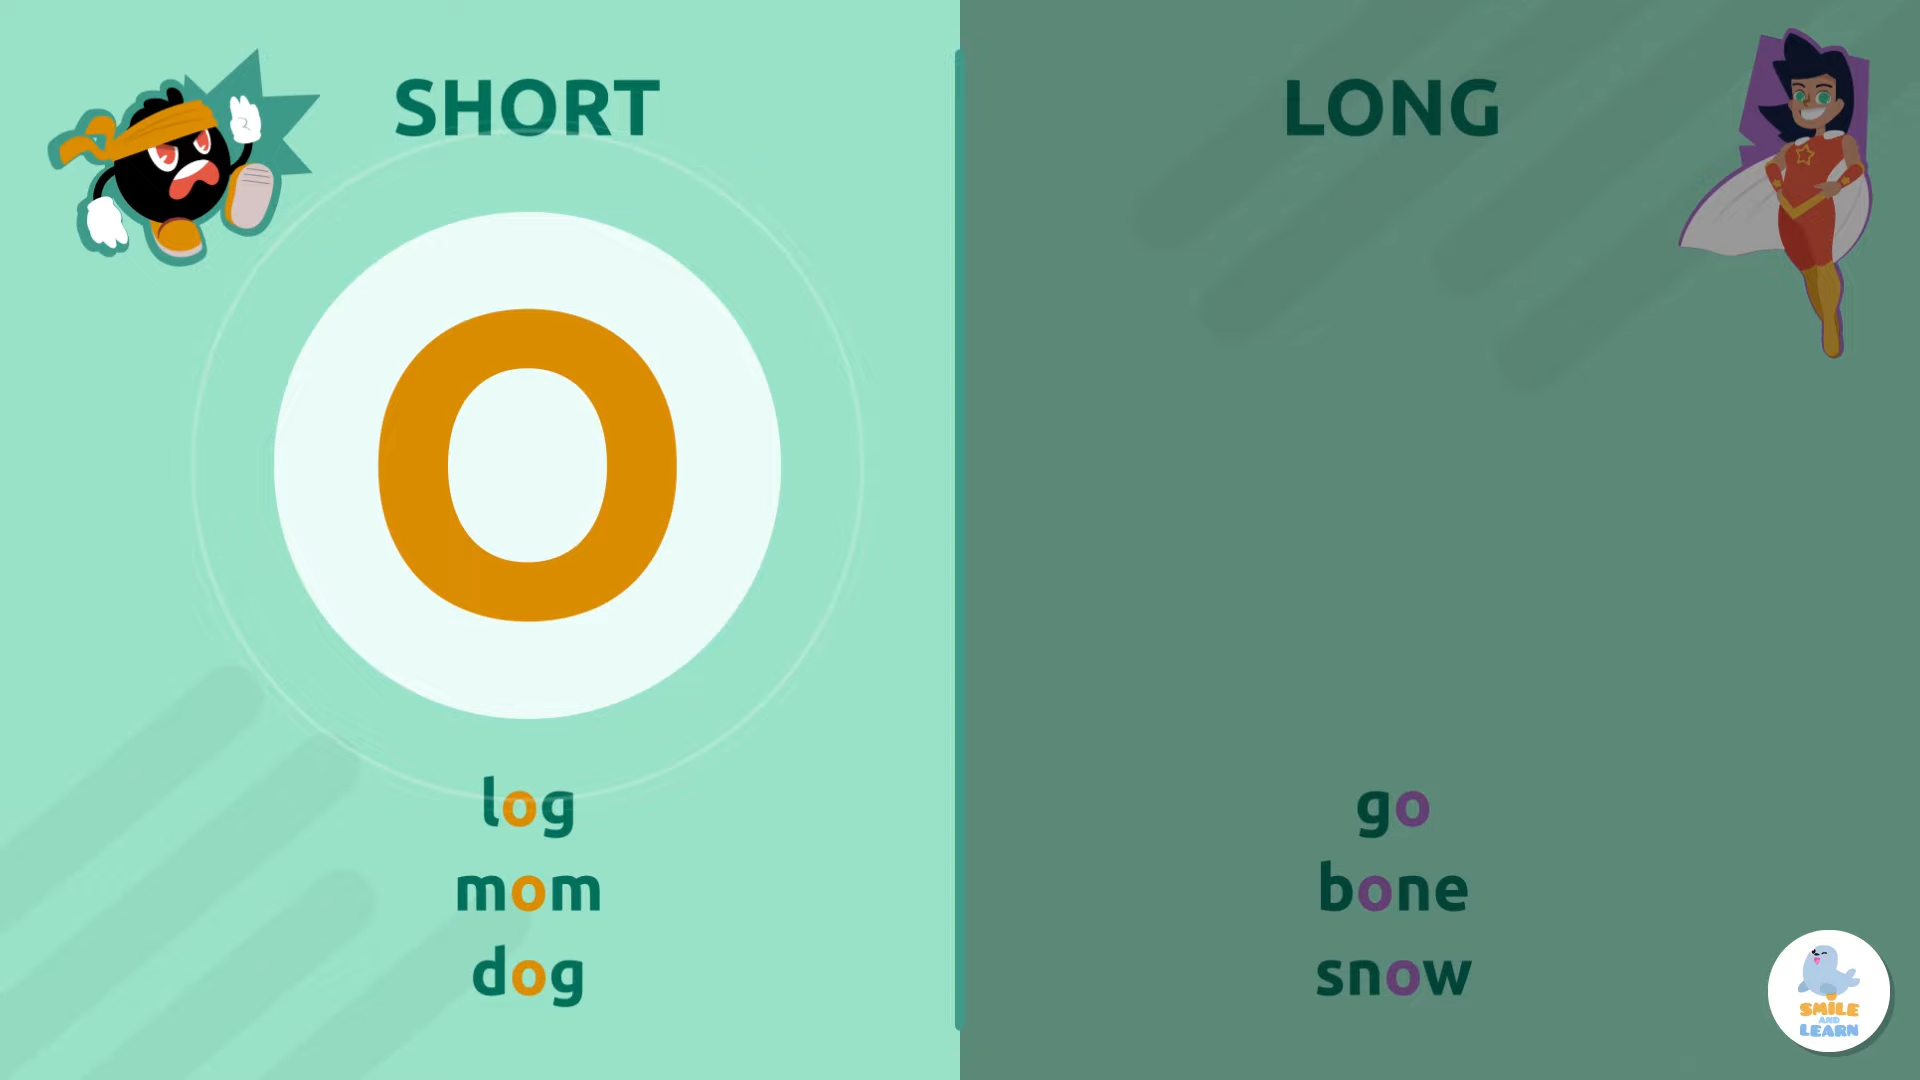 SHORT
O
log
mom
dog
LONG
go
bone
snow
SMILE
AND
LEARN